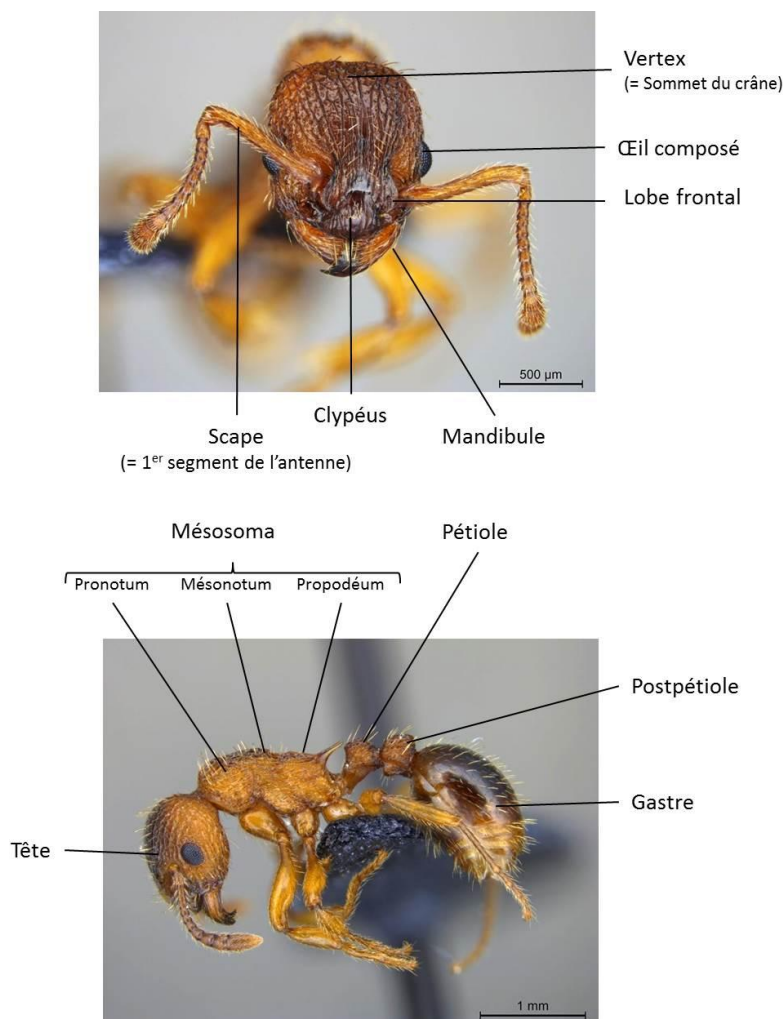 Vertex
(= Sommet du crâne)
Œil composé
Lobe frontal
500 µm
Clypéus
Scape
Mandibule
(= 1er segment de l’antenne)
Mésosoma
Pétiole
Pronotum Mésonotum Propodéum
Postpétiole
Gastre
Tête
1 mm